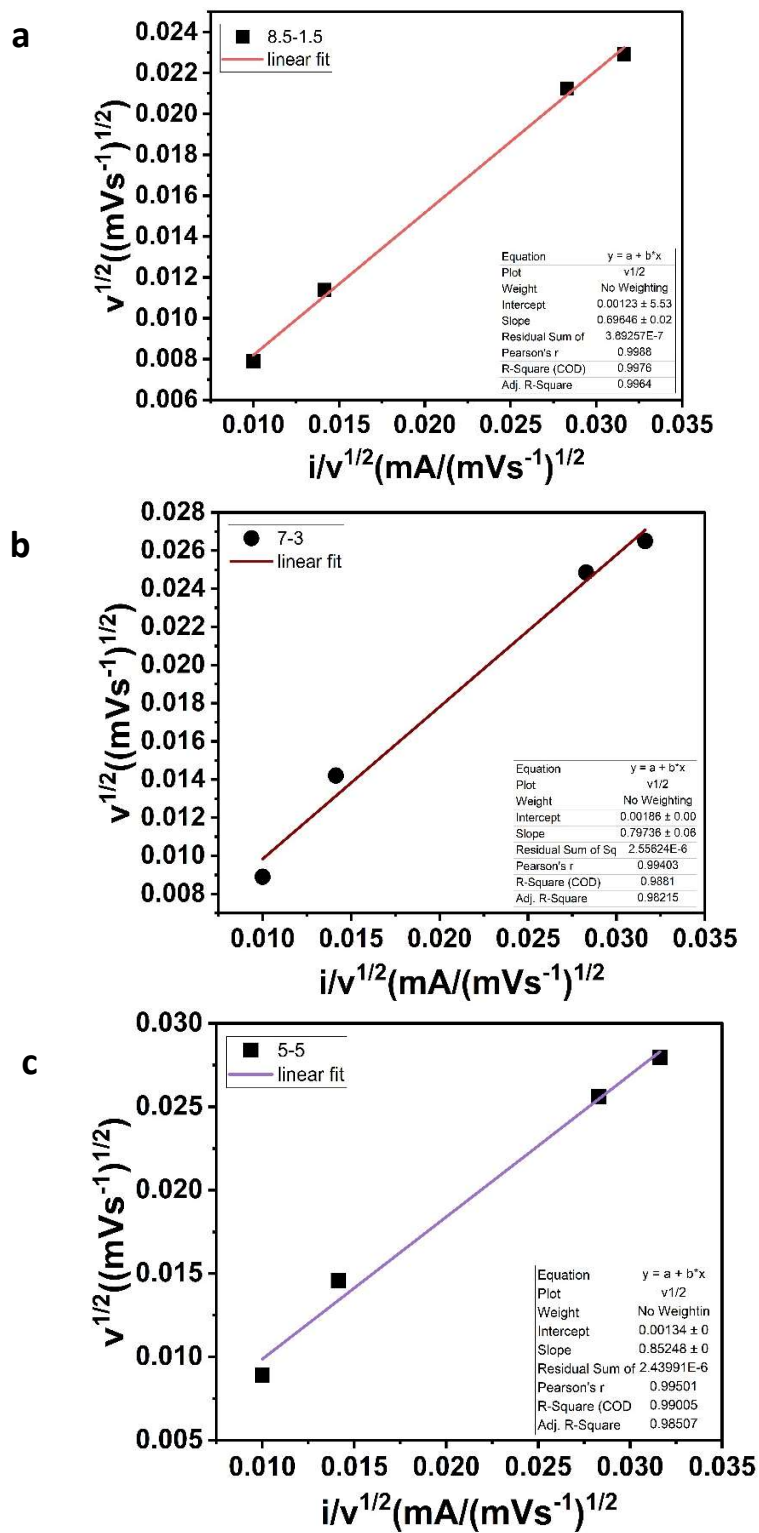 a
8.5-1.5
linear fit
0.024
0.022
0.020
0.018
0.016
0.014
0.012
0.010
0.008
0.006
v1/2((mVs-1)1/2)
Equation y = a + b*x
Plot v1/2
Weight No Weighting
Intercept 0.00123 ± 5.53
Slope 0.69646 ± 0.02
Residual Sum of 3.89257E-7
Pearson's r 0.9988
R-Square (COD) 0.9976
Adj. R-Square 0.9964
0.010 0.015 0.020 0.025 0.030 0.035
i/v1/2(mA/(mVs-1)1/2
b
7-3
linear fit
0.028
0.026
0.024
0.022
0.020
0.018
0.016
0.014
0.012
0.010
0.008
v1/2((mVs-1)1/2)
Equation y = a + b*x
Plot v1/2
Weight No Weighting
Intercept 0.00186 ± 0.00
Slope 0.79736 ± 0.06
Residual Sum of Sq 2.55624E-6
Pearson's r 0.99403
R-Square (COD) 0.9881
Adj. R-Square 0.98215
0.010 0.015 0.020 0.025 0.030 0.035
i/v1/2(mA/(mVs-1)1/2
c
5-5
linear fit
0.030
0.025
0.020
0.015
0.010
0.005
v1/2((mVs-1)1/2)
Equation y = a + b*x
Plot v1/2
Weight No Weightin
Intercept 0.00134 ± 0
Slope 0.85248 ± 0
Residual Sum of 2.43991E-6
Pearson's r 0.99501
R-Square (COD 0.99005
Adj. R-Square 0.98507
0.010 0.015 0.020 0.025 0.030 0.035
i/v1/2(mA/(mVs-1)1/2